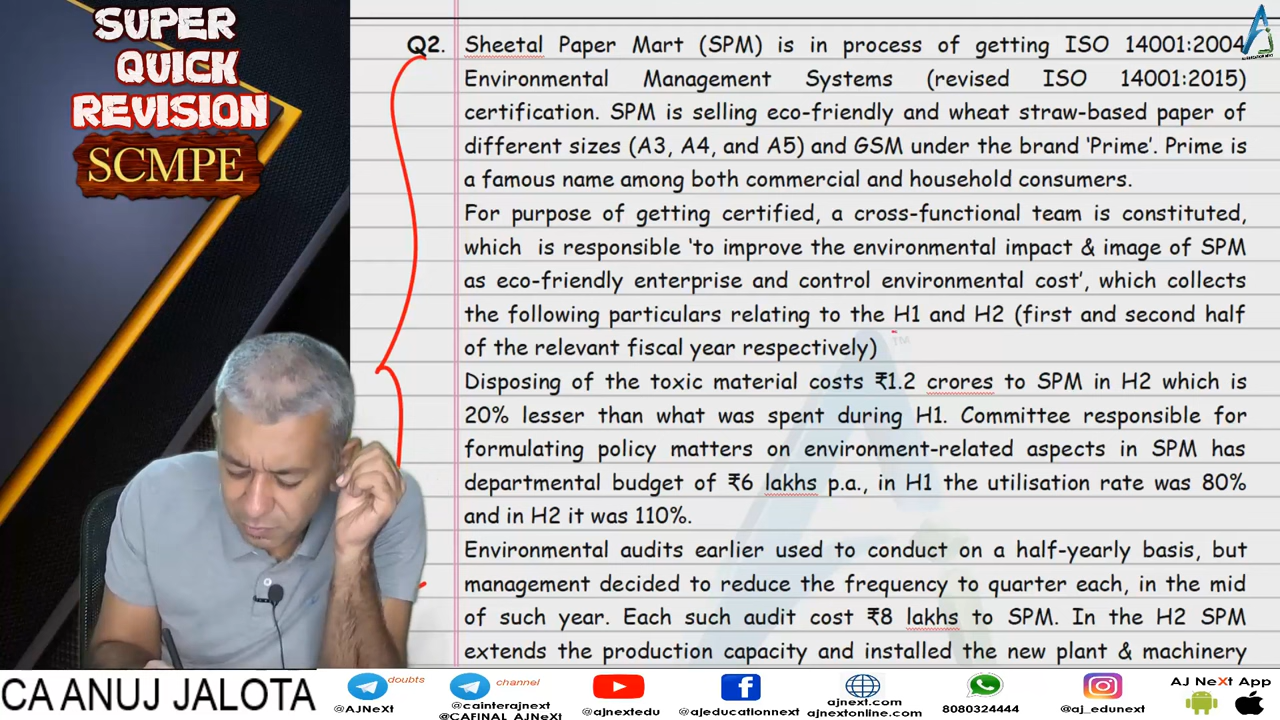 SUPER
QUICK
REVISION
SCMPE
Q2. Sheetal Paper Mart (SPM) is in process of getting ISO 14001:2004
Environmental Management Systems (revised ISO 14001:2015)
certification. SPM is selling eco-friendly and wheat straw-based paper of
different sizes (A3, A4, and A5) and GSM under the brand ‘Prime’. Prime is
a famous name among both commercial and household consumers.
For purpose of getting certified, a cross-functional team is constituted,
which is responsible ‘to improve the environmental impact & image of SPM
as eco-friendly enterprise and control environmental cost’, which collects
the following particulars relating to the H1 and H2 (first and second half
of the relevant fiscal year respectively)
Disposing of the toxic material costs ₹1.2 crores to SPM in H2 which is
20% lesser than what was spent during H1. Committee responsible for
formulating policy matters on environment-related aspects in SPM has
departmental budget of ₹6 lakhs p.a., in H1 the utilisation rate was 80%
and in H2 it was 110%.
Environmental audits earlier used to conduct on a half-yearly basis, but
management decided to reduce the frequency to quarter each, in the mid
of such year. Each such audit cost ₹8 lakhs to SPM. In the H2 SPM
extends the production capacity and installed the new plant & machinery
CA ANUJ JALOTA
doubts
@AJNeXt
channel
@cainterajnext
@CAFINAL_AJNeXt
@ajnextedu
@ajeducationnext
ajnext.com
ajnextonline.com
8080324444
@aj_edunext
AJ NeXt App